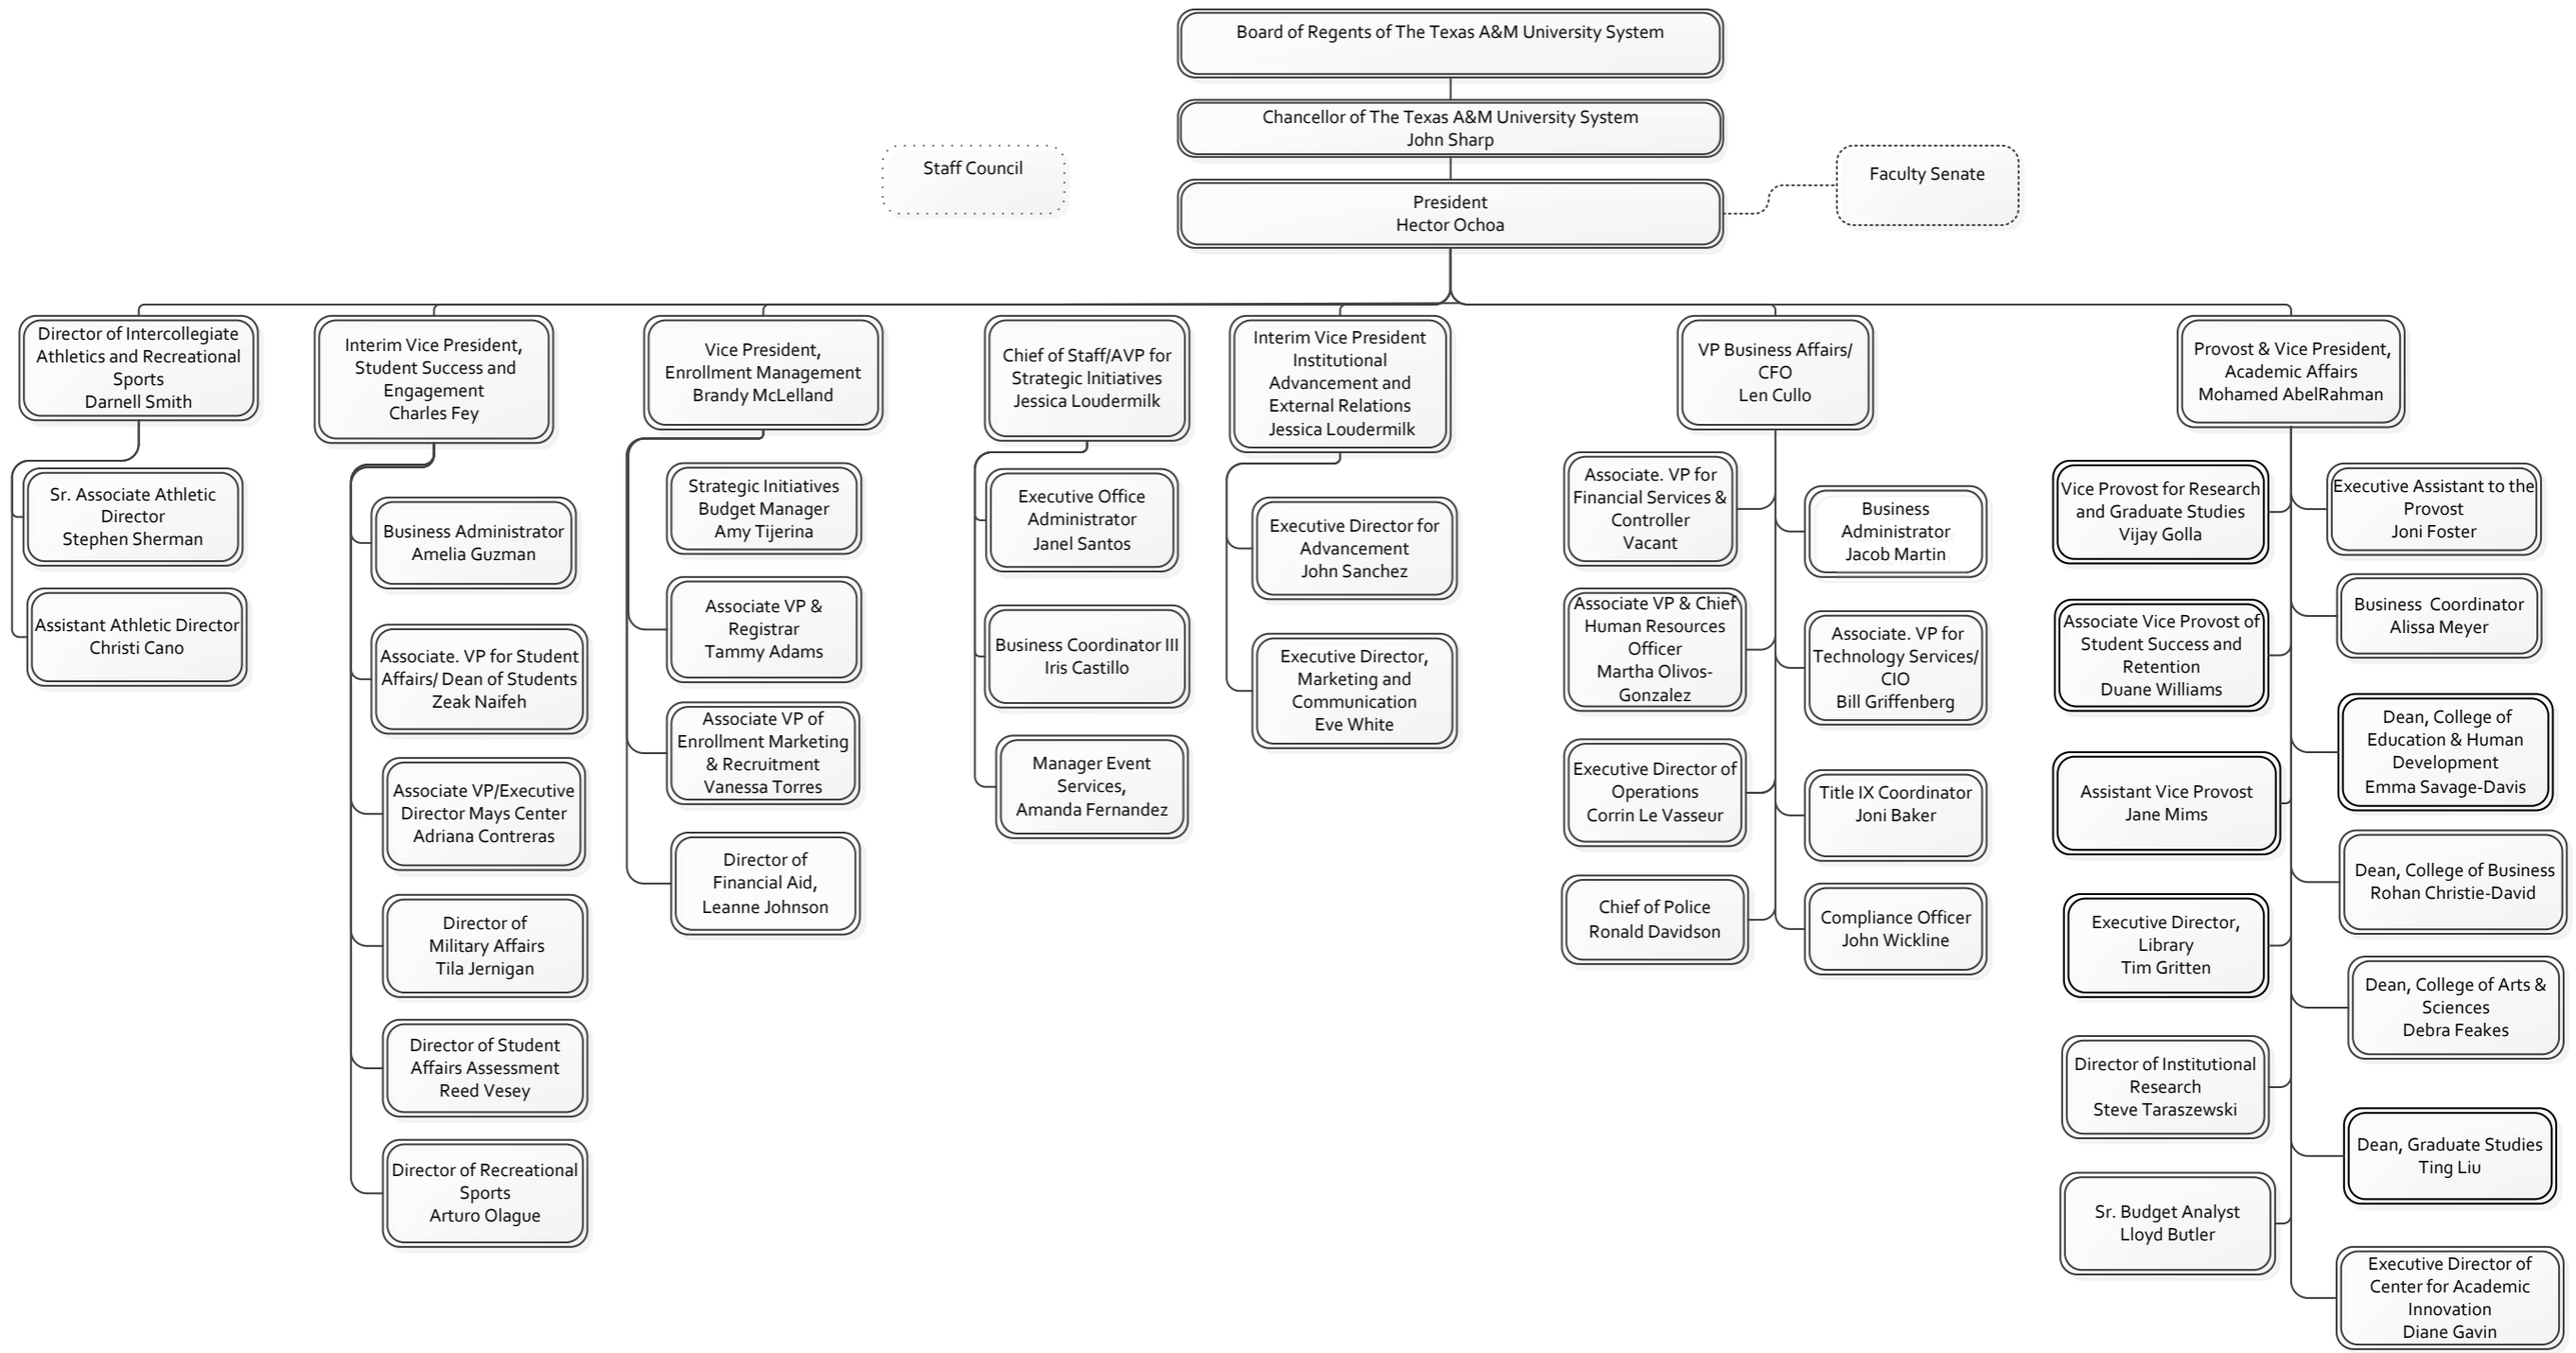 Board of Regents of The Texas A&M University System
Chancellor of The Texas A&M University System
John Sharp
Staff Council
Faculty Senate
President
Hector Ochoa
Director of Intercollegiate
Athletics and Recreational
Sports
Darnell Smith
Sr. Associate Athletic
Director
Stephen Sherman
Assistant Athletic Director
Christi Cano
Interim Vice President,
Student Success and
Engagement
Charles Fey
Business Administrator
Amelia Guzman
Associate. VP for Student
Affairs/ Dean of Students
Zeak Naifeh
Associate VP/Executive
Director Mays Center
Adriana Contreras
Director of
Military Affairs
Tila Jernigan
Director of Student
Affairs Assessment
Reed Vesey
Director of Recreational
Sports
Arturo Olague
Vice President,
Enrollment Management
Brandy McLelland
Strategic Initiatives
Budget Manager
Amy Tijerina
Associate VP &
Registrar
Tammy Adams
Associate VP of
Enrollment Marketing
& Recruitment
Vanessa Torres
Director of
Financial Aid,
Leanne Johnson
Chief of Staff/AVP for
Strategic Initiatives
Jessica Loudermilk
Executive Office
Administrator
Janel Santos
Business Coordinator III
Iris Castillo
Manager Event
Services,
Amanda Fernandez
Interim Vice President
Institutional
Advancement and
External Relations
Jessica Loudermilk
Executive Director for
Advancement
John Sanchez
Executive Director,
Marketing and
Communication
Eve White
VP Business Affairs/
CFO
Len Cullo
Associate. VP for
Financial Services &
Controller
Vacant
Business
Administrator
Jacob Martin
Associate VP & Chief
Human Resources
Officer
Martha Olivos-
Gonzalez
Associate. VP for
Technology Services/
CIO
Bill Griffenberg
Executive Director of
Operations
Corrin Le Vasseur
Title IX Coordinator
Joni Baker
Chief of Police
Ronald Davidson
Compliance Officer
John Wickline
Provost & Vice President,
Academic Affairs
Mohamed AbelRahman
Vice Provost for Research
and Graduate Studies
Vijay Golla
Executive Assistant to the
Provost
Joni Foster
Associate Vice Provost of
Student Success and
Retention
Duane Williams
Business Coordinator
Alissa Meyer
Assistant Vice Provost
Jane Mims
Dean, College of
Education & Human
Development
Emma Savage-Davis
Executive Director,
Library
Tim Gritten
Dean, College of Business
Rohan Christie-David
Director of Institutional
Research
Steve Taraszewski
Dean, College of Arts &
Sciences
Debra Feakes
Sr. Budget Analyst
Lloyd Butler
Dean, Graduate Studies
Ting Liu
Executive Director of
Center for Academic
Innovation
Diane Gavin